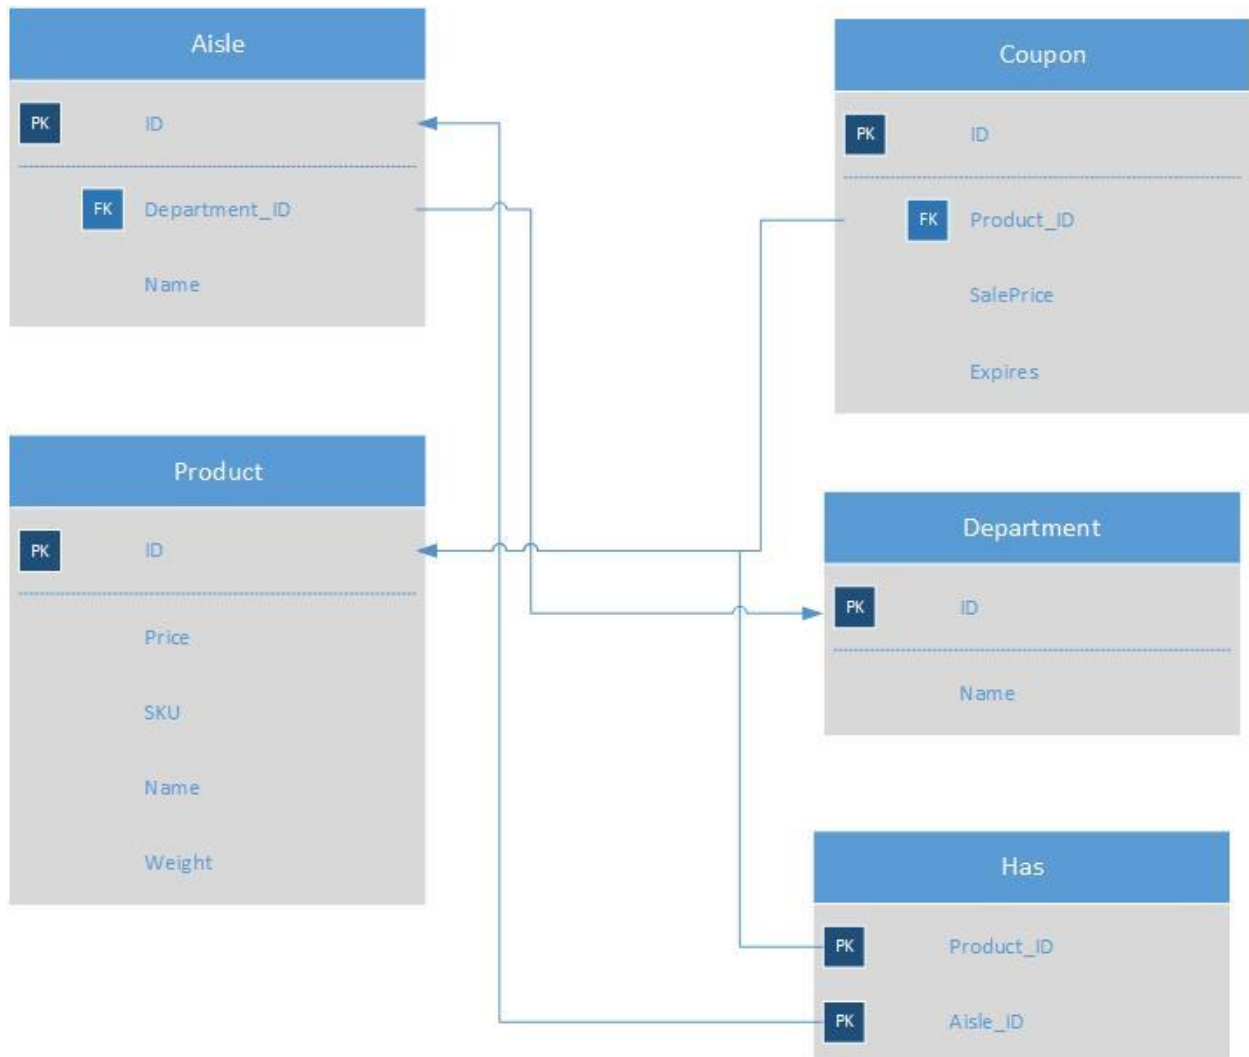 Aisle
PK ID
FK Department_ID
Name
Coupon
PK ID
FK Product_ID
SalePrice
Expires
Product
PK ID
Price
SKU
Name
Weight
Department
PK ID
Name
Has
PK Product_ID
PK Aisle_ID